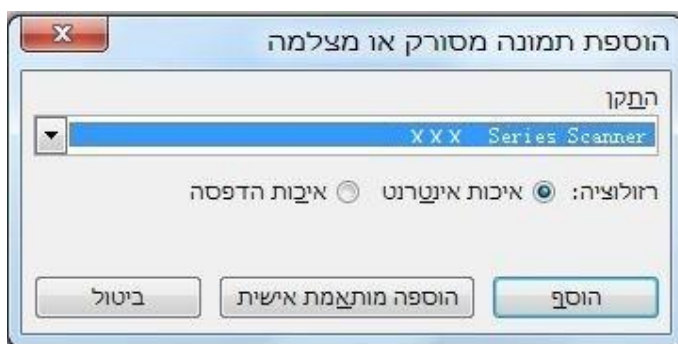 הוספת תמונה מסורק או מצלמה
התקן
XXX Series Scanner
רזולוציה: איכות אינטרנט איכות הדפסה
הוסף הוספה מותאמת אישית ביטול